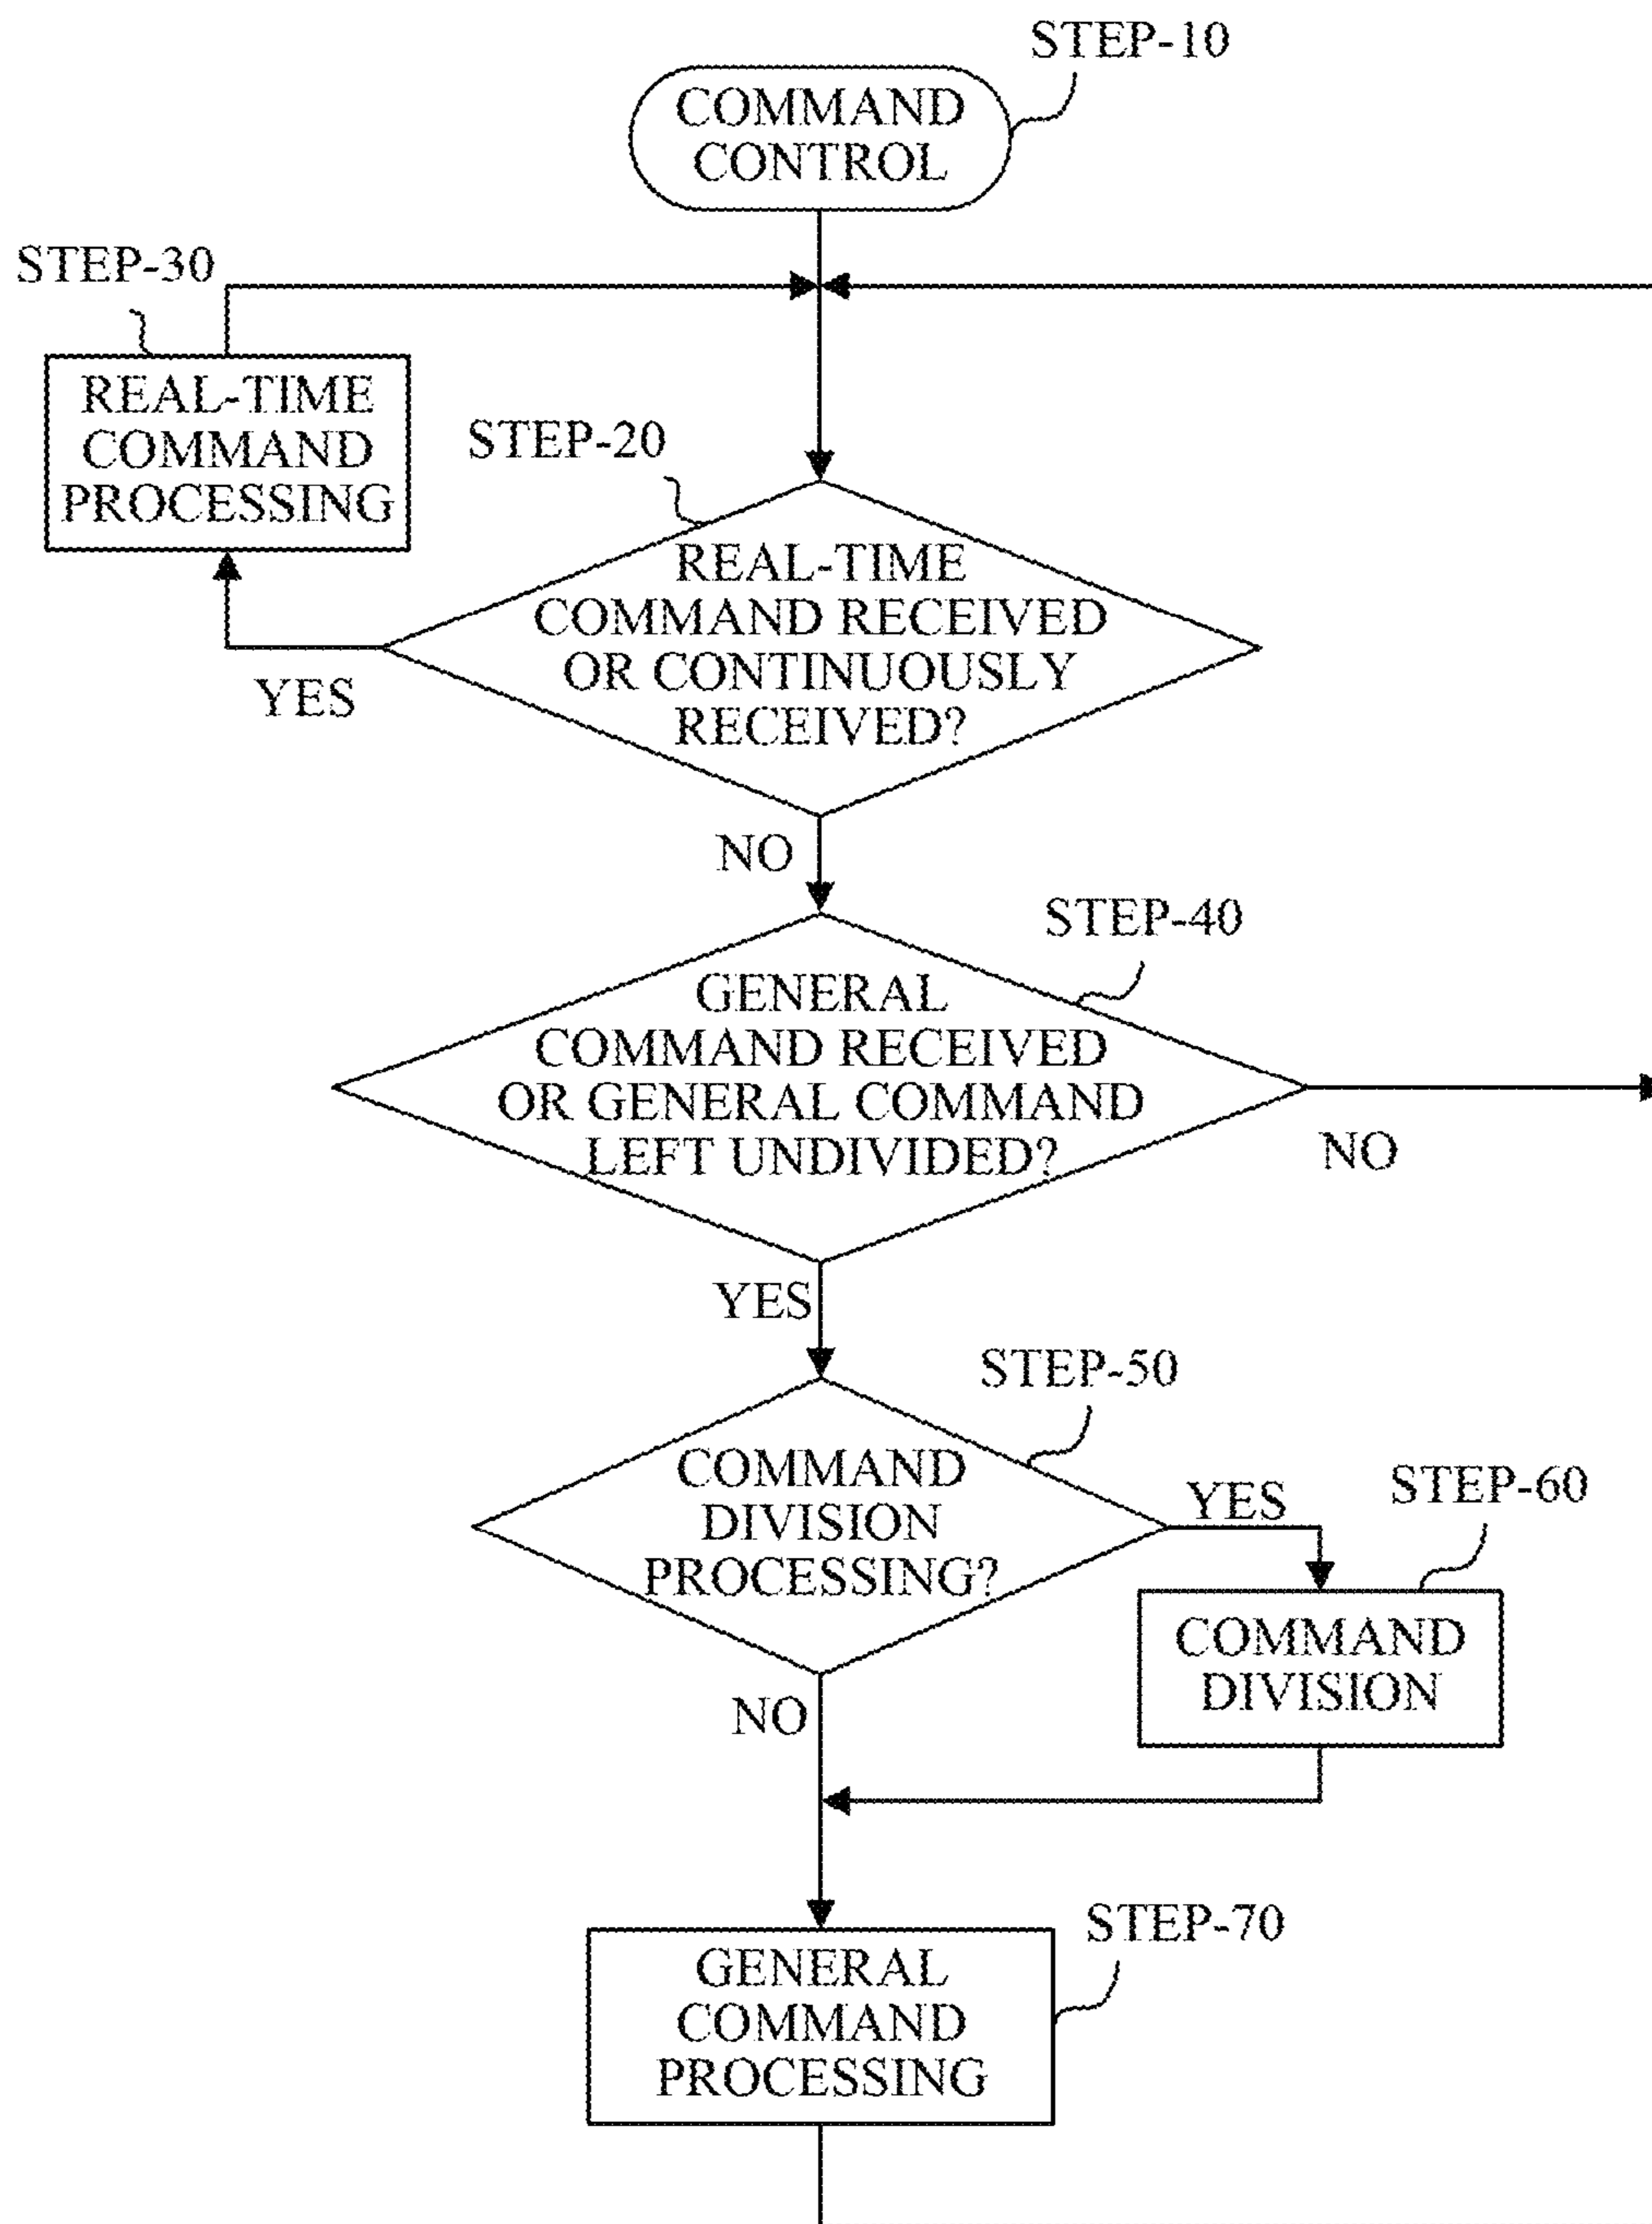 STEP-10
COMMAND
CONTROL
STEP-30
REAL-TIME
COMMAND
PROCESSING
STEP-20
REAL-TIME
COMMAND RECEIVED
OR CONTINUOUSLY
RECEIVED?
YES
NO
STEP-40
GENERAL
COMMAND RECEIVED
OR GENERAL COMMAND
LEFT UNDIVIDED?
NO
YES
STEP-50
COMMAND
DIVISION
PROCESSING?
YES
STEP-60
COMMAND
DIVISION
NO
STEP-70
GENERAL
COMMAND
PROCESSING